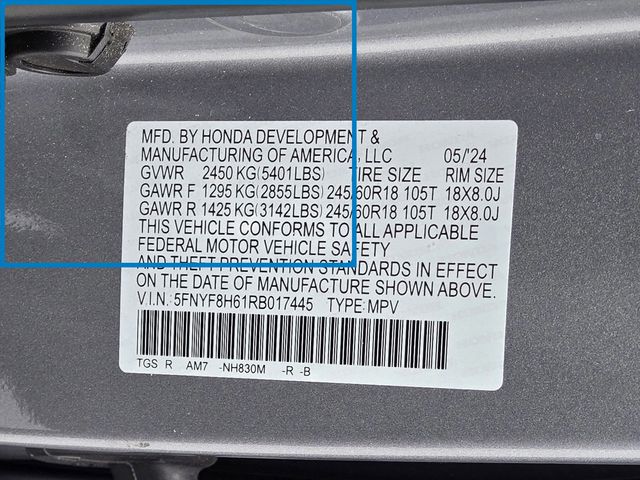 MFD. BY HONDA DEVELOPMENT &
MANUFACTURING OF AMERICA, LLC 05/'24
GVWR 2450 KG(5401LBS) TIRE SIZE RIM SIZE
GAWR F 1295 KG(2855LBS) 245/60R18 105T 18X8.0J
GAWR R 1425 KG(3142LBS) 245/60R18 105T 18X8.0J
THIS VEHICLE CONFORMS TO ALL APPLICABLE
FEDERAL MOTOR VEHICLE SAFETY
AND THEFT PREVENTION STANDARDS IN EFFECT
ON THE DATE OF MANUFACTURE SHOWN ABOVE.
V.I.N.: 5FNYF8H61RB017445 TYPE: MPV
TGS R AM7 -NH830M -R -B